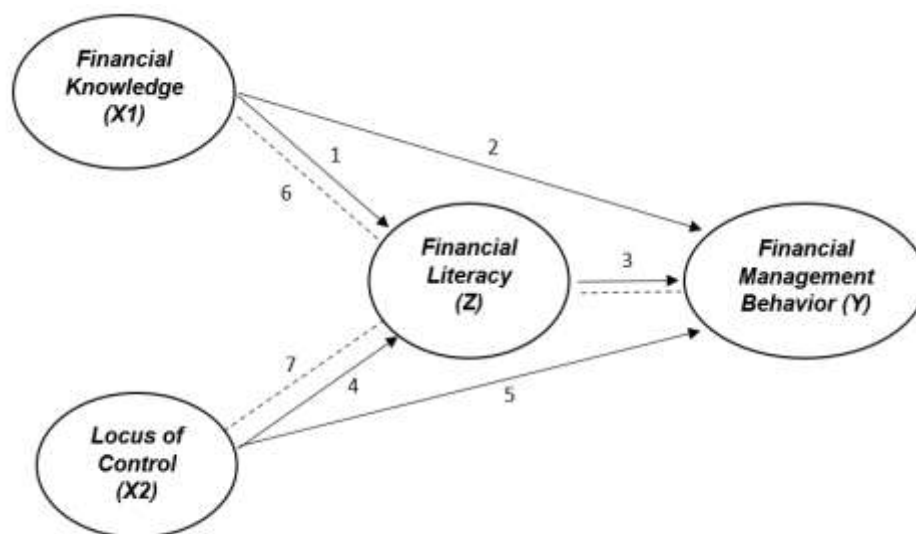 Financial
Knowledge
(X1)
2
1
6
Financial
Literacy
(Z)
3
Financial
Management
Behavior (Y)
7
4
5
Locus of
Control
(X2)